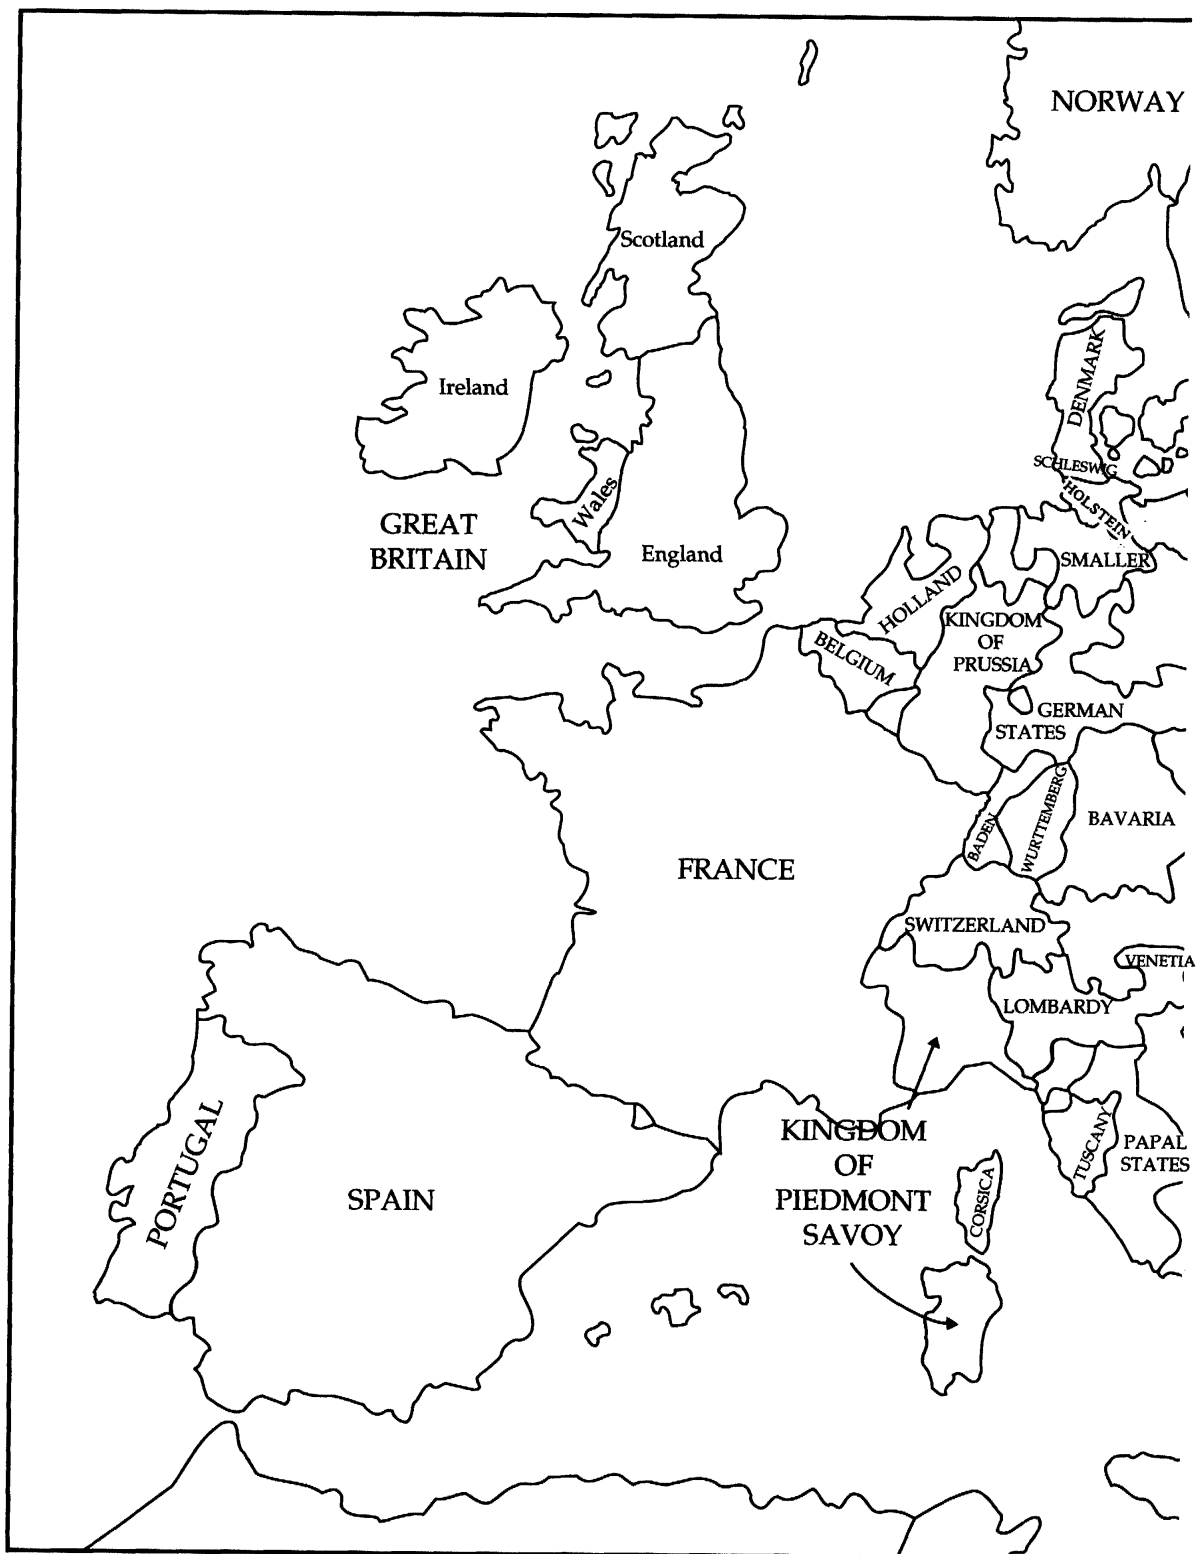 NORWAY
Scotland
Ireland
DENMARK
SCHLESWIG
HOLSTEIN
Wales
GREAT
BRITAIN
England
SMALLER
HOLLAND
KINGDOM
OF
PRUSSIA
BELGIUM
GERMAN
STATES
WURTTEMBERG
BAVARIA
BADEN
FRANCE
SWITZERLAND
VENETIA
LOMBARDY
PORTUGAL
SPAIN
KINGDOM
OF
PIEDMONT
SAVOY
TUSCANY
PAPAL
STATES
CORSICA